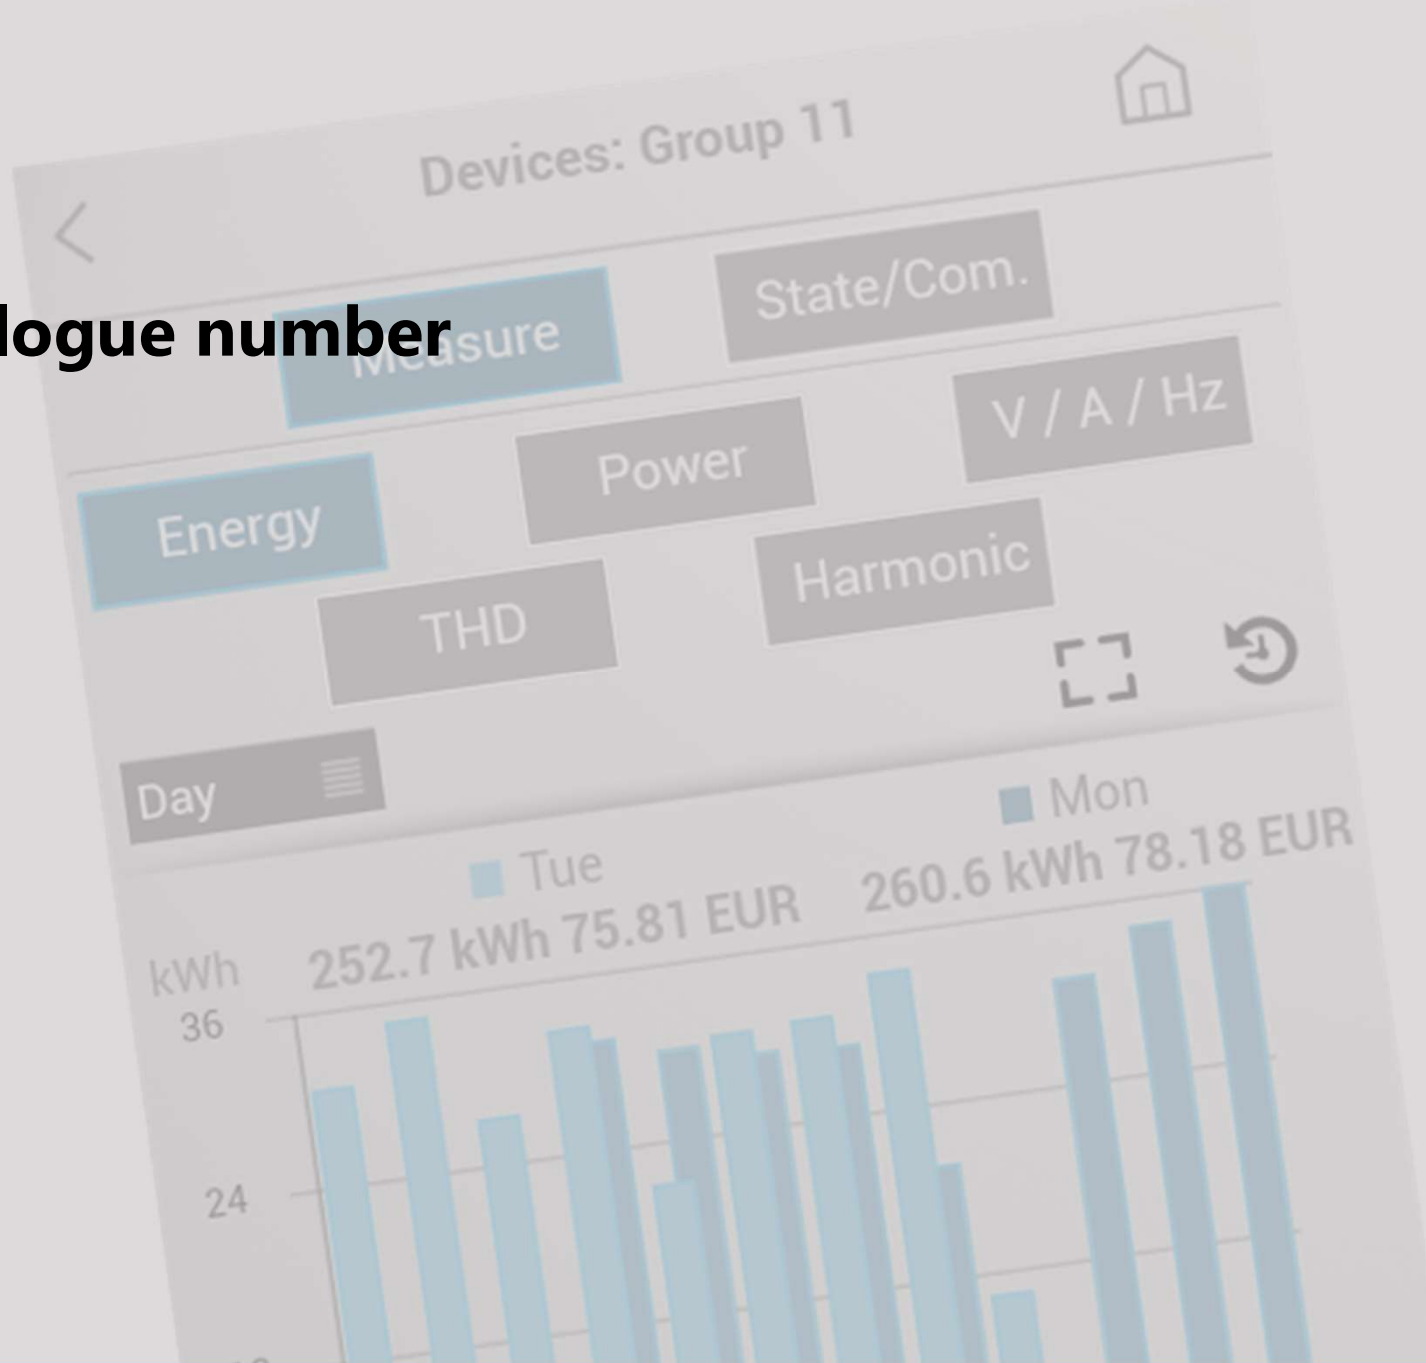 Devices: Group 11
Measure
State/Com.
logue number
Energy
Power
V / A / Hz
THD
Harmonic
Day
Tue
Mon
252.7 kWh 75.81 EUR
260.6 kWh 78.18 EUR
kWh
36
24